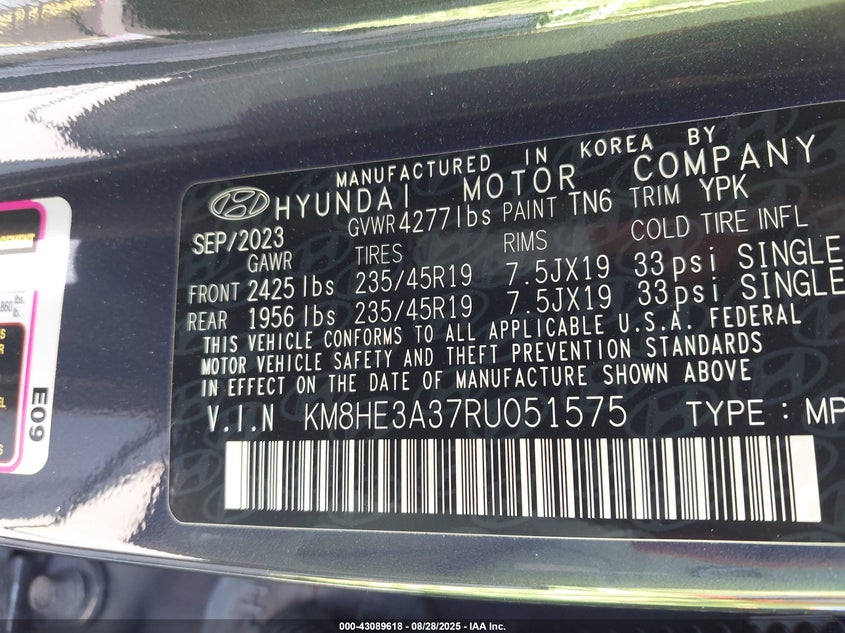 MANUFACTURED IN KOREA BY
HYUNDAI MOTOR COMPANY
SEP/2023 GVWR 4277lbs PAINT TN6 TRIM YPK
GAWR TIRES RIMS COLD TIRE INFL
FRONT 2425 lbs 235/45R19 7.5JX19 33psi SINGLE
REAR 1956 lbs 235/45R19 7.5JX19 33psi SINGLE
THIS VEHICLE CONFORMS TO ALL APPLICABLE U.S.A. FEDERAL
MOTOR VEHICLE SAFETY AND THEFT PREVENTION STANDARDS
IN EFFECT ON THE DATE OF MANUFACTURE SHOWN ABOVE
V.I.N KM8HE3A37RU051575 TYPE : MP
860 lbs.
lb.
E09
000-43089618 - 08/28/2025 - IAA Inc.